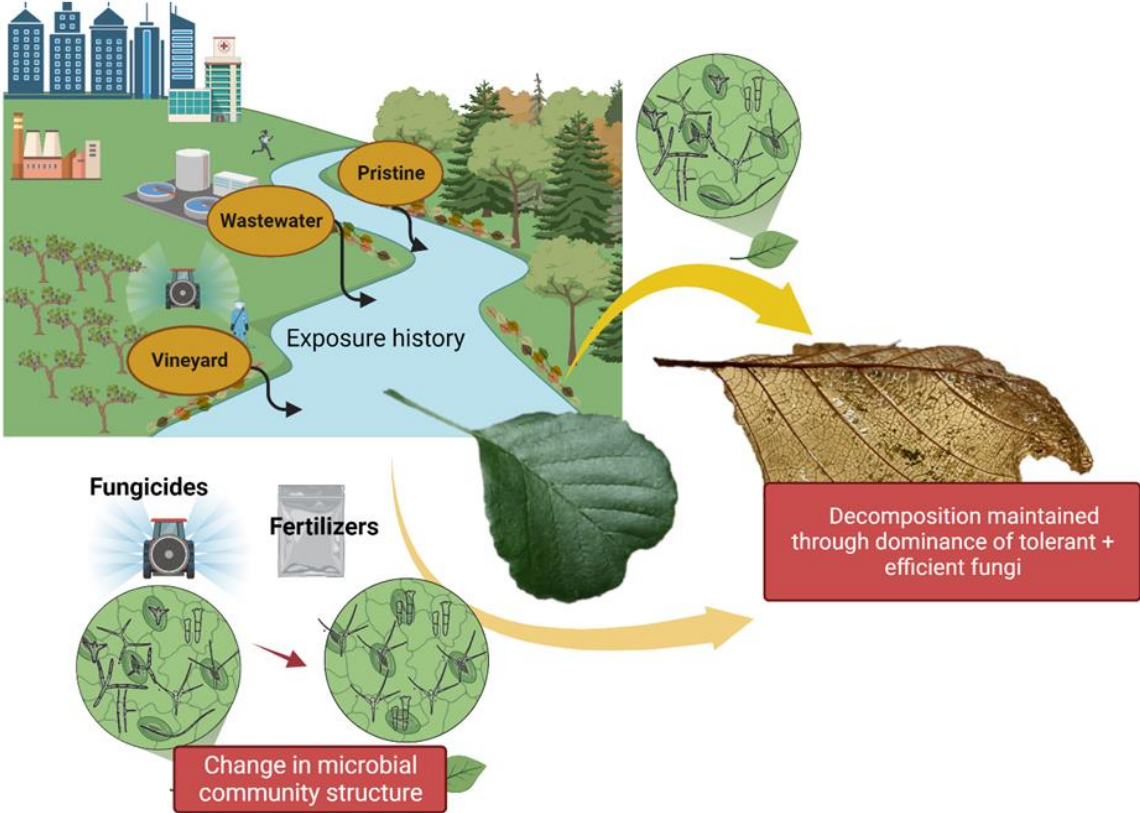 Pristine
Wastewater
Exposure history
Vineyard
Fungicides
Fertilizers
Decomposition maintained
through dominance of tolerant +
efficient fungi
Change in microbial
community structure